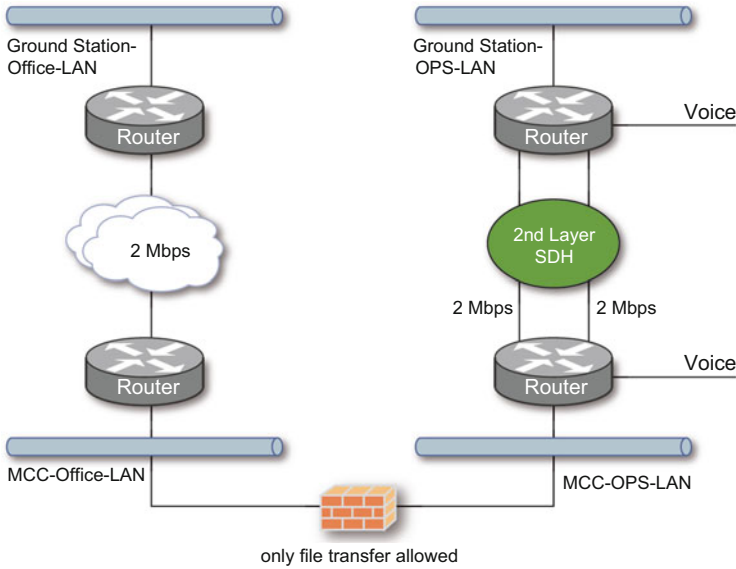 Ground Station-
Office-LAN
Ground Station-
OPS-LAN
Router
Router
Voice
2 Mbps
2nd Layer
SDH
2 Mbps
2 Mbps
Router
Router
Voice
MCC-Office-LAN
MCC-OPS-LAN
only file transfer allowed